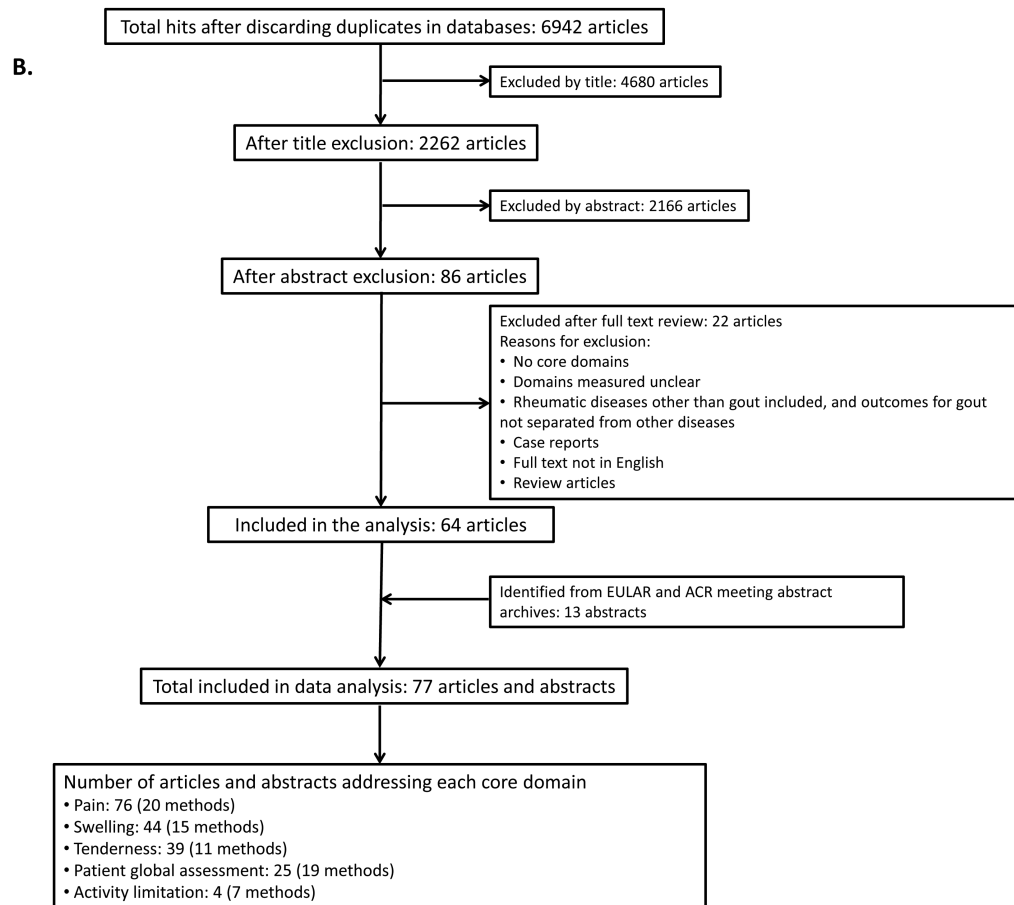 Total hits after discarding duplicates in databases: 6942 articles
B.
Excluded by title: 4680 articles
After title exclusion: 2262 articles
Excluded by abstract: 2166 articles
After abstract exclusion: 86 articles
Excluded after full text review: 22 articles
Reasons for exclusion:
• No core domains
• Domains measured unclear
• Rheumatic diseases other than gout included, and outcomes for gout
not separated from other diseases
• Case reports
• Full text not in English
• Review articles
Included in the analysis: 64 articles
Identified from EULAR and ACR meeting abstract
archives: 13 abstracts
Total included in data analysis: 77 articles and abstracts
Number of articles and abstracts addressing each core domain
• Pain: 76 (20 methods)
• Swelling: 44 (15 methods)
• Tenderness: 39 (11 methods)
• Patient global assessment: 25 (19 methods)
• Activity limitation: 4 (7 methods)